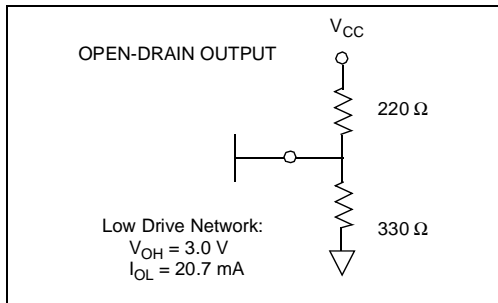 V_CC
OPEN-DRAIN OUTPUT
220 Ω
330 Ω
Low Drive Network:
V_OH = 3.0 V
I_OL = 20.7 mA